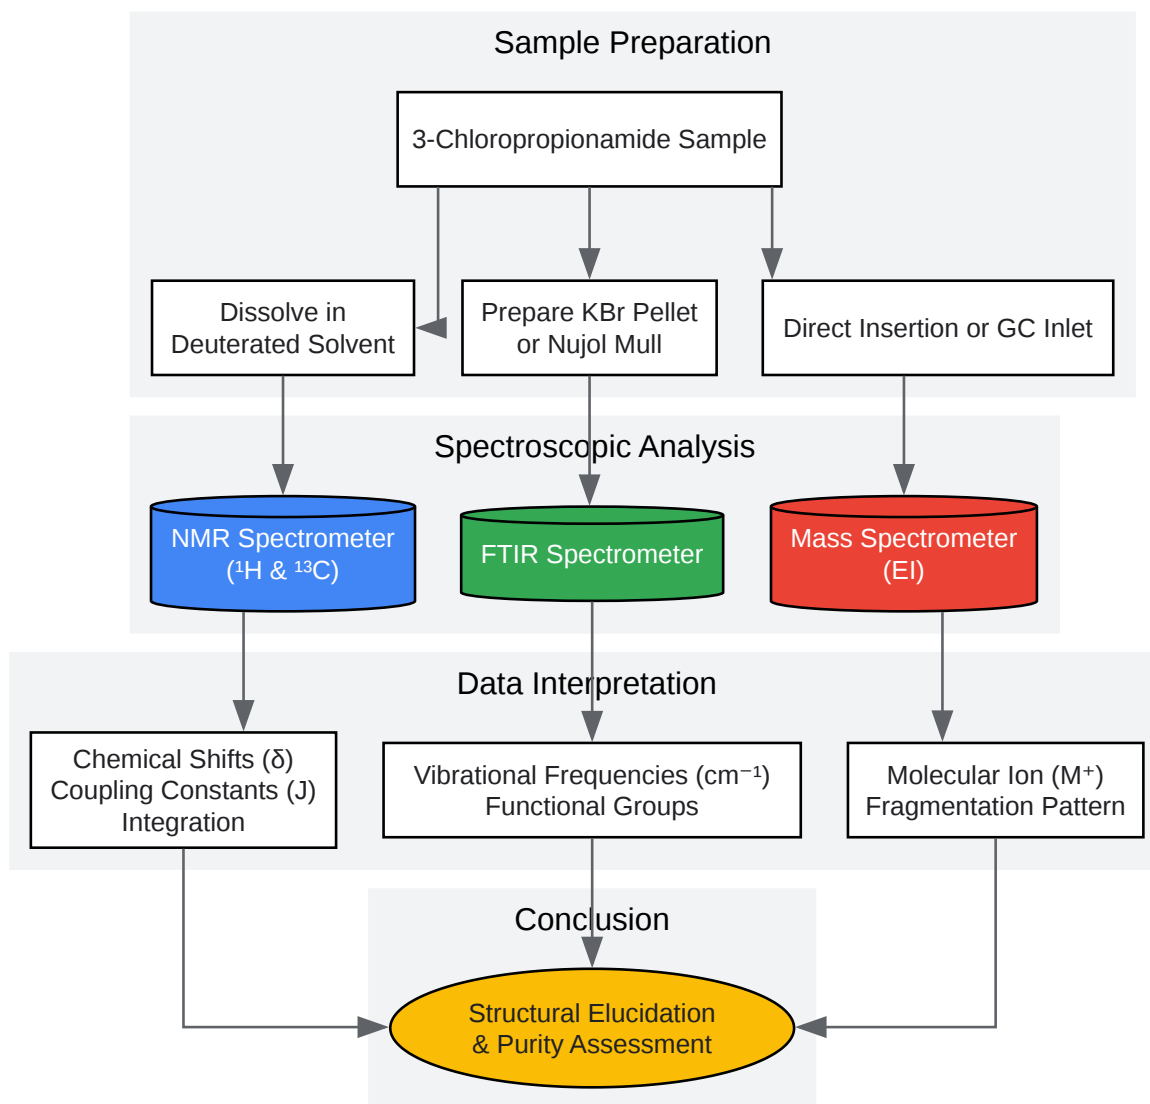 Sample Preparation
3-Chloropropionamide Sample
Dissolve in
Deuterated Solvent
Prepare KBr Pellet
or Nujol Mull
Direct Insertion or GC Inlet
Spectroscopic Analysis
NMR Spectrometer
(¹H & ¹³C)
FTIR Spectrometer
Mass Spectrometer
(EI)
Data Interpretation
Chemical Shifts (δ)
Coupling Constants (J)
Integration
Vibrational Frequencies (cm⁻¹)
Functional Groups
Molecular Ion (M⁺)
Fragmentation Pattern
Conclusion
Structural Elucidation
& Purity Assessment